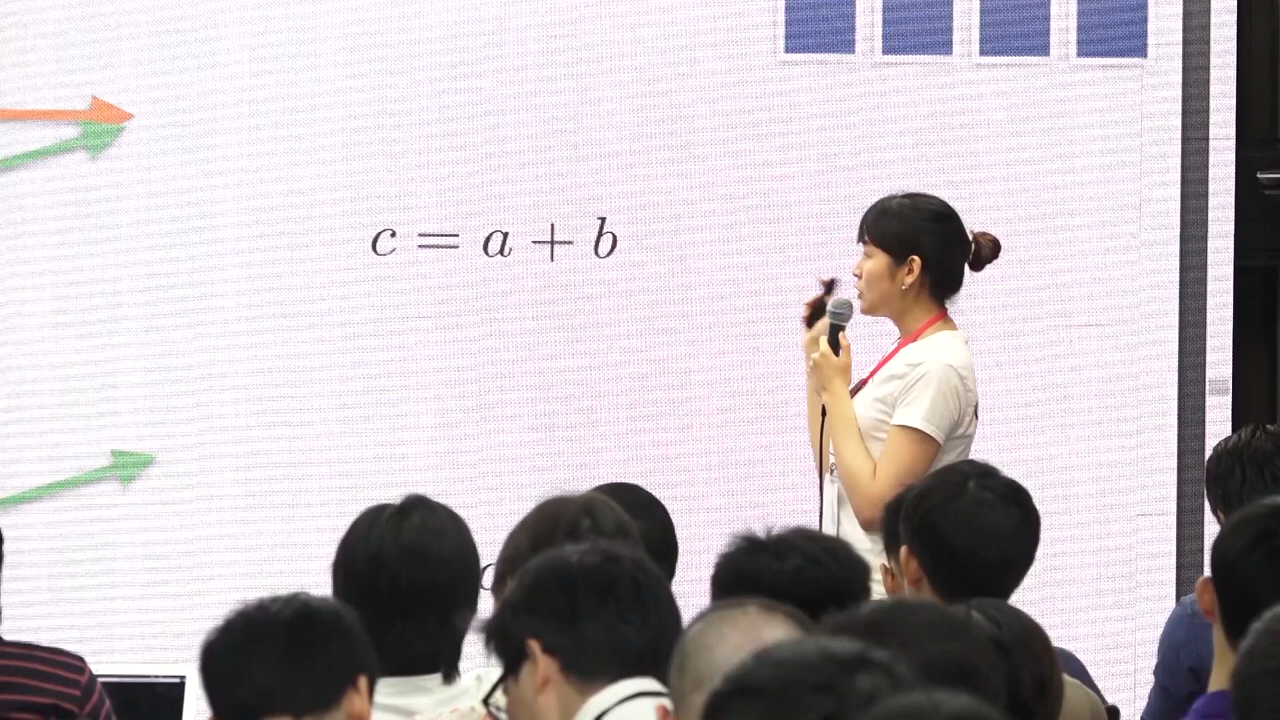 c = a + b